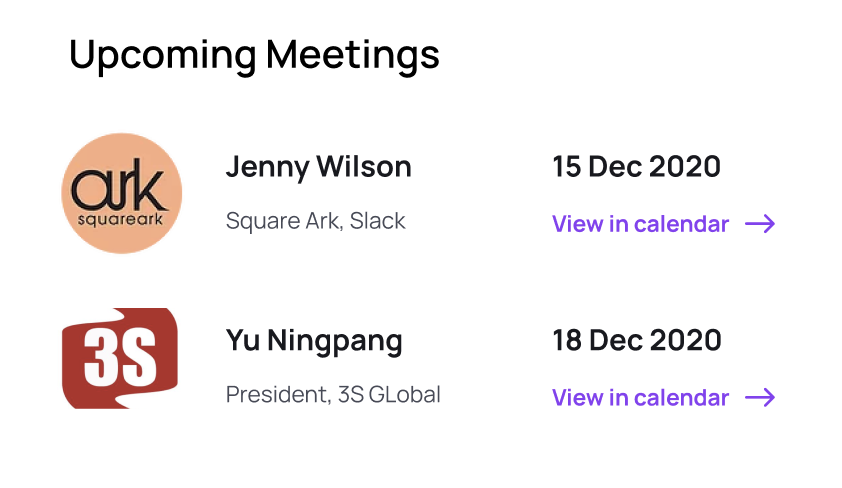 Upcoming Meetings
ark
squareark
Jenny Wilson
Square Ark, Slack
15 Dec 2020
View in calendar
3S
Yu Ningpang
President, 3S GLobal
18 Dec 2020
View in calendar